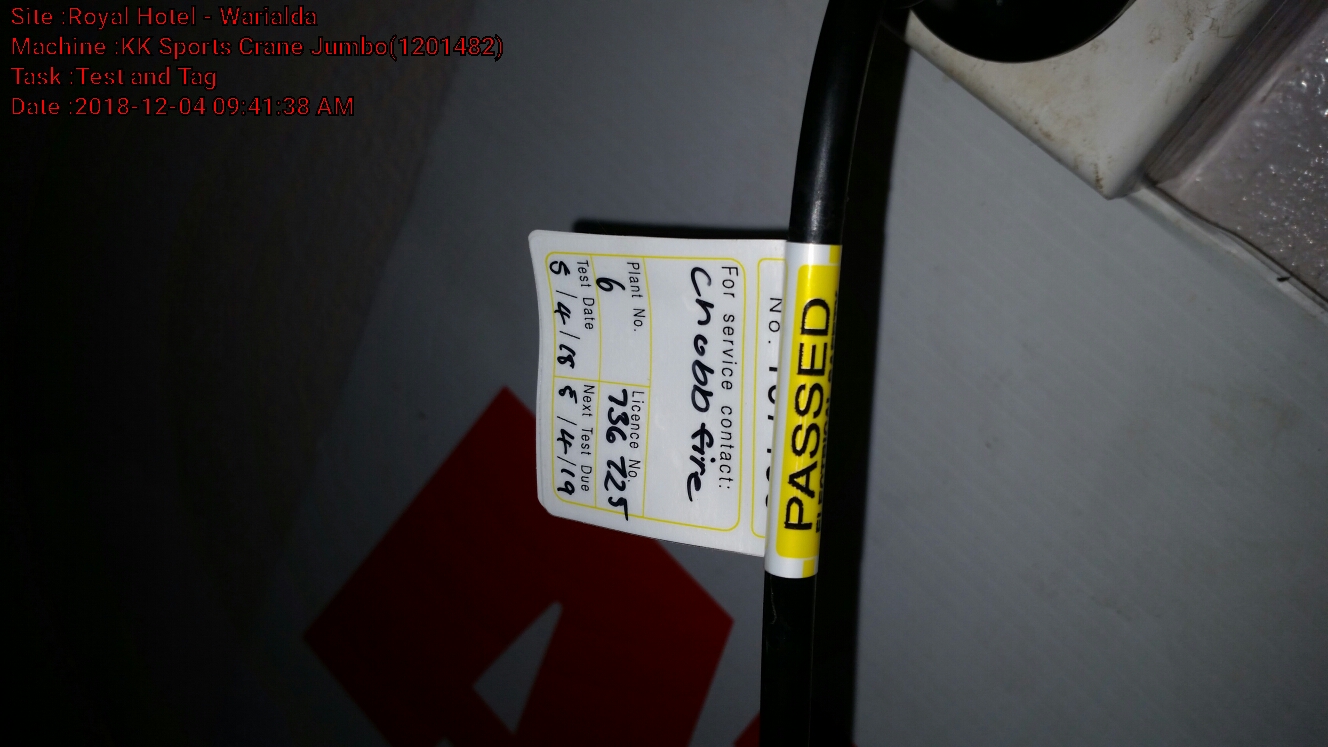 Site :Royal Hotel - Warialda
Machine :KK Sports Crane Jumbo(1201482)
Task :Test and Tag
Date :2018-12-04 09:41:38 AM
PASSED
No.
For service contact:
chubb fire
Plant No.
6
Licence No.
736 225
Test Date
5/4/18
Next Test Due
5/4/19